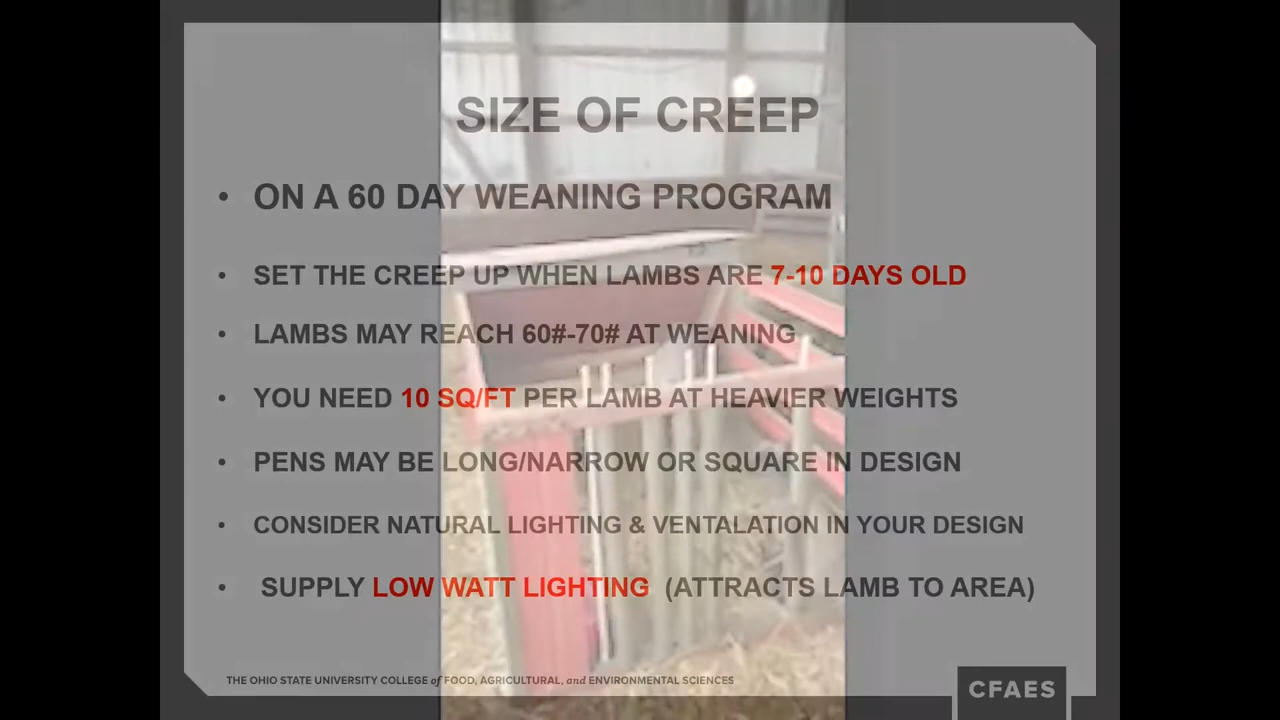 SIZE OF CREEP
• ON A 60 DAY WEANING PROGRAM
• SET THE CREEP UP WHEN LAMBS ARE 7-10 DAYS OLD
• LAMBS MAY REACH 60#-70# AT WEANING
• YOU NEED 10 SQ/FT PER LAMB AT HEAVIER WEIGHTS
• PENS MAY BE LONG/NARROW OR SQUARE IN DESIGN
• CONSIDER NATURAL LIGHTING & VENTALATION IN YOUR DESIGN
• SUPPLY LOW WATT LIGHTING (ATTRACTS LAMB TO AREA)
THE OHIO STATE UNIVERSITY COLLEGE of FOOD, AGRICULTURAL, and ENVIRONMENTAL SCIENCES
CFAES